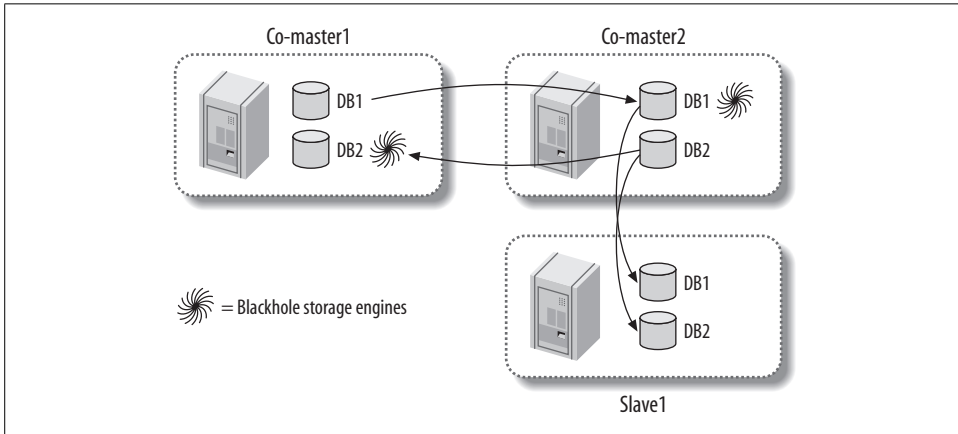 Co-master1
Co-master2
DB1
DB2
DB1
DB2
DB1
DB2
= Blackhole storage engines
Slave1